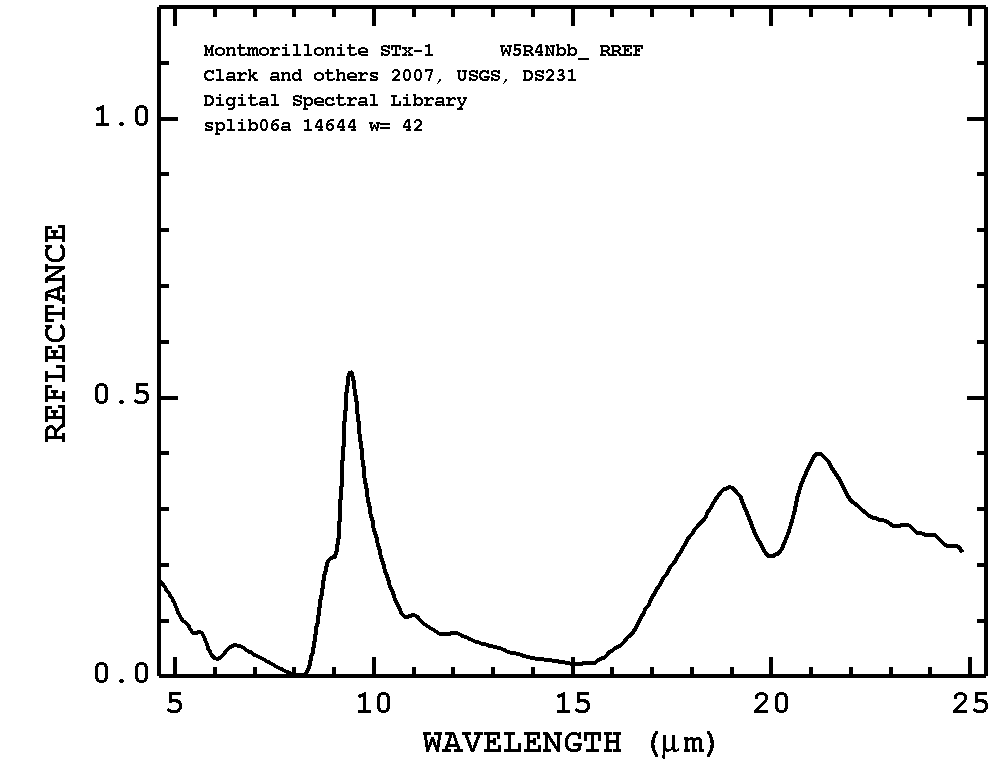 Montmorillonite STx-1 W5R4Nbb_ RREF
Clark and others 2007, USGS, DS231
Digital Spectral Library
splib06a 14644 w= 42
1.0
0.5
0.0
REFLECTANCE
5 10 15 20 25
WAVELENGTH (μm)